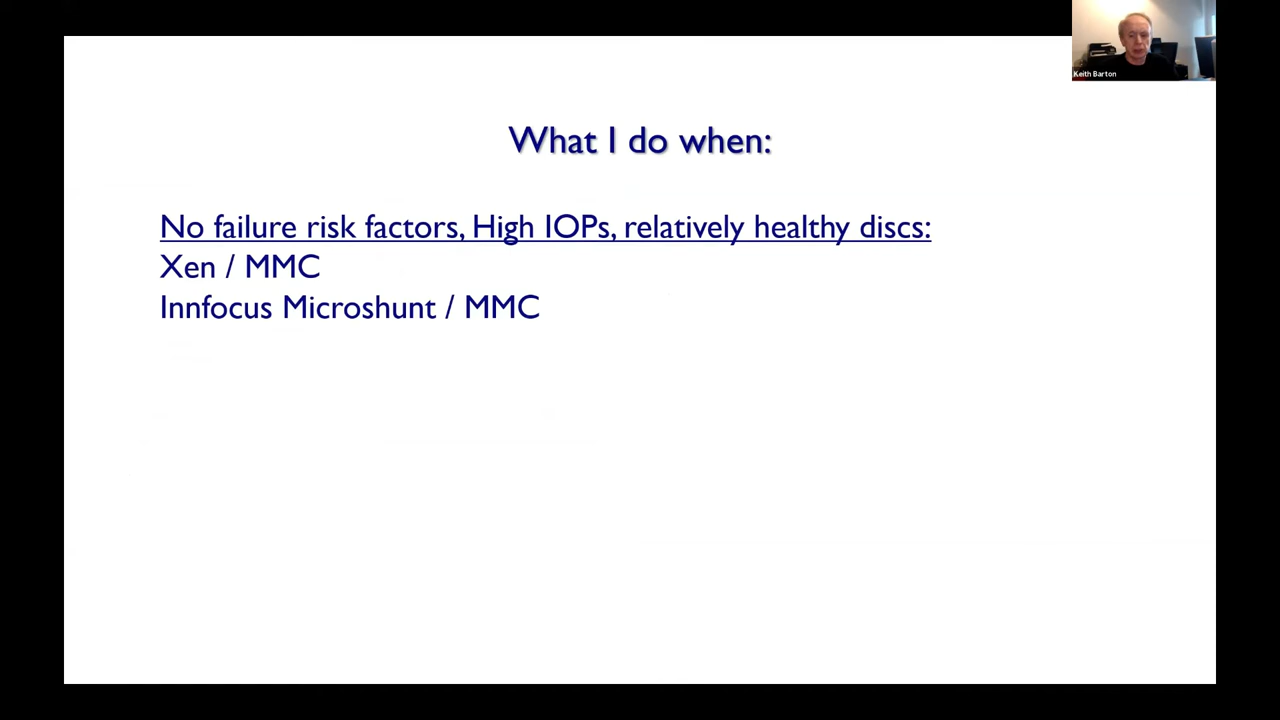 Keith Barton
What I do when:
No failure risk factors, High IOPs, relatively healthy discs:
Xen / MMC
Innfocus Microshunt / MMC